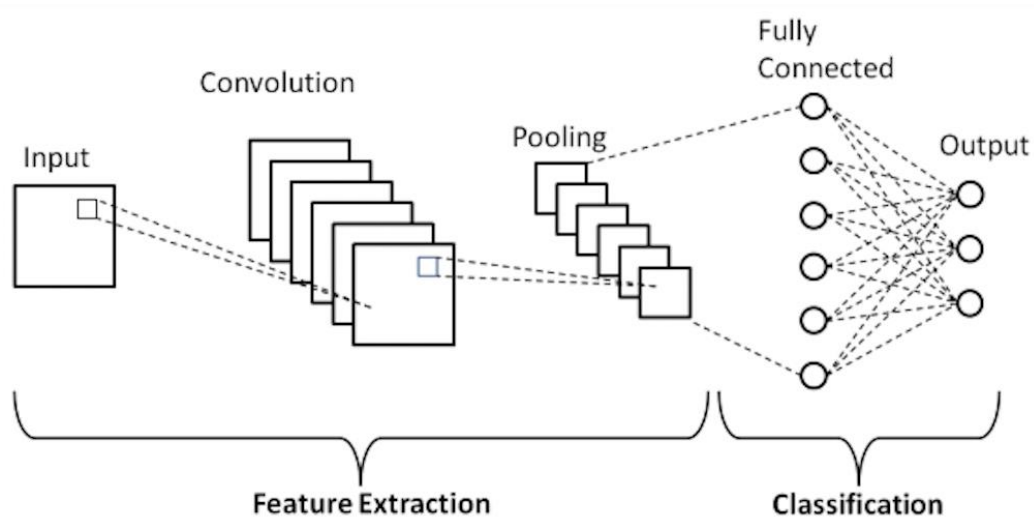 Input
Convolution
Pooling
Fully
Connected
Output
Feature Extraction
Classification